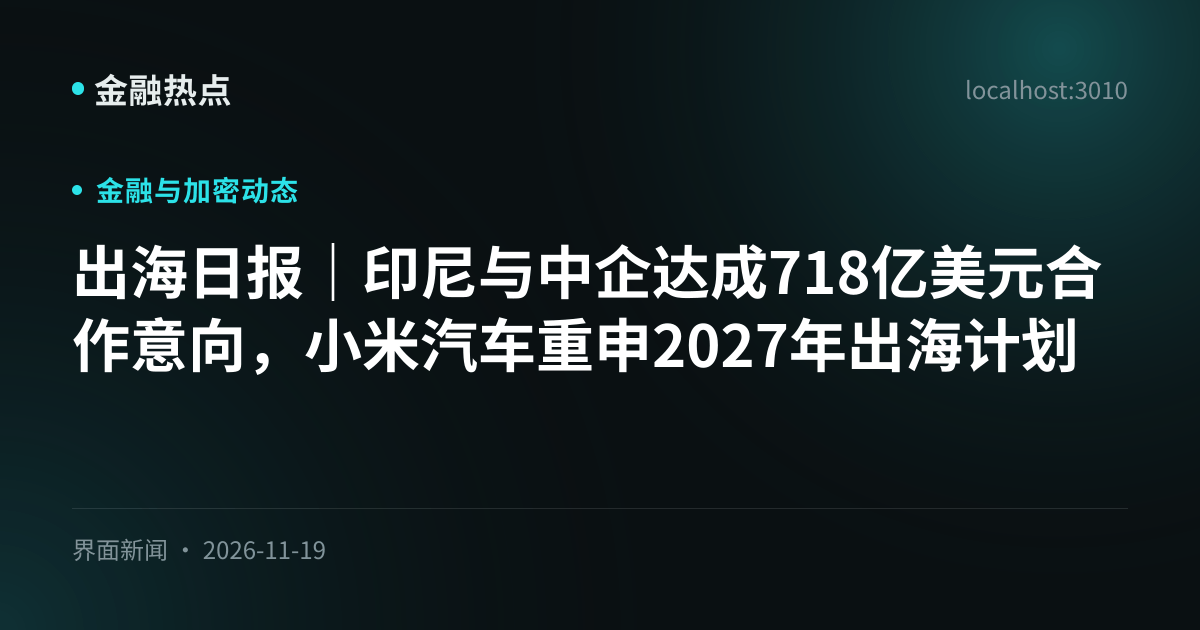 金融热点
localhost:3010
金融与加密动态
出海日报｜印尼与中企达成718亿美元合
作意向，小米汽车重申2027年出海计划
界面新闻 • 2026-11-19